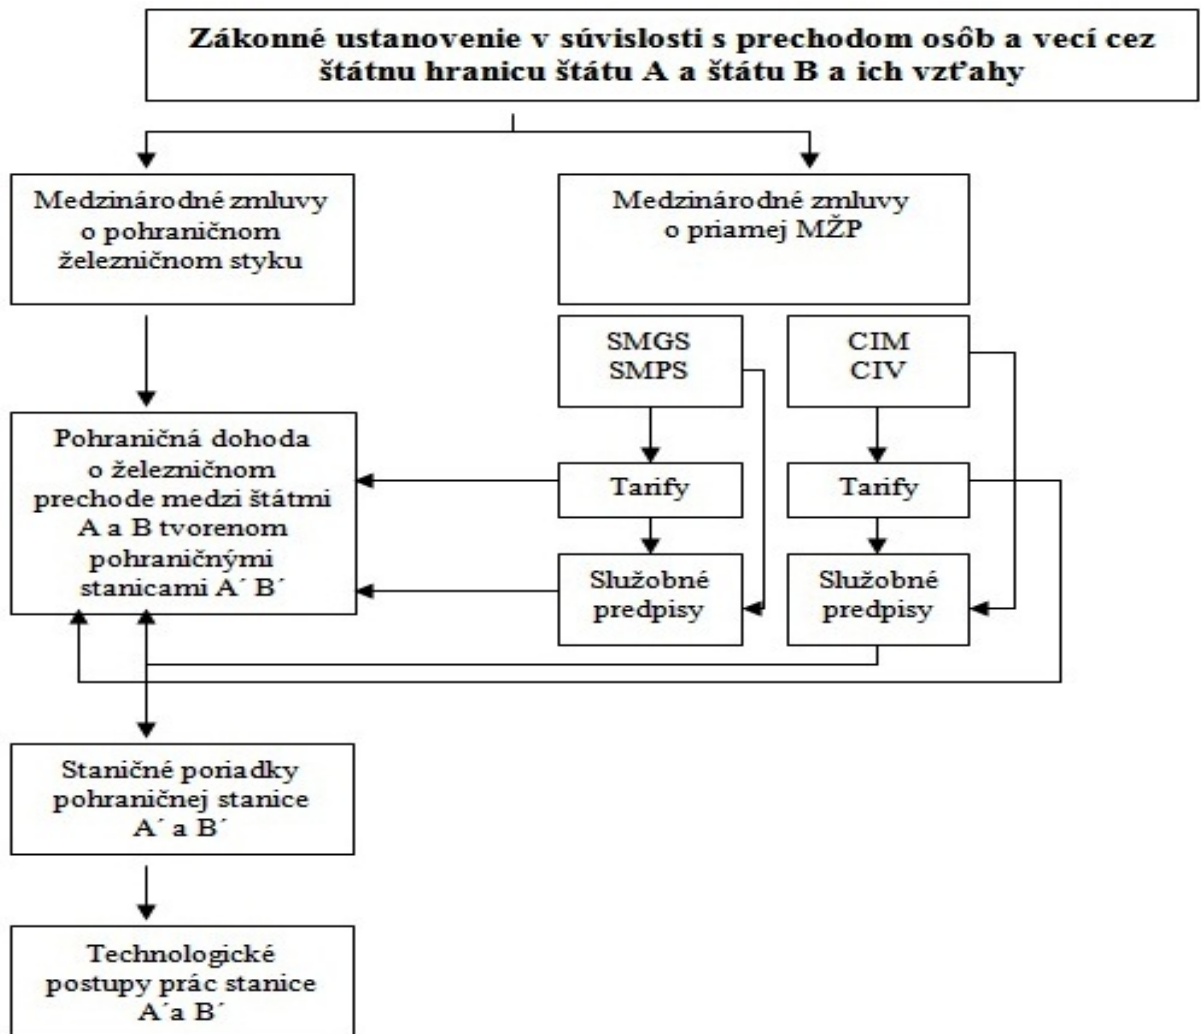 Zákonné ustanovenie v súvislosti s prechodom osôb a vecí cez
štátnu hranicu štátu A a štátu B a ich vzťahy
Medzinárodné zmluvy
o pohraničnom
železničnom styku
Medzinárodné zmluvy
o priamej MŽP
SMGS
SMPS
CIM
CIV
Pohraničná dohoda
o železničnom
prechode medzi štátmi
A a B tvorenom
pohraničnými
stanicami A´ B´
Tarify
Tarify
Služobné
predpisy
Služobné
predpisy
Staničné poriadky
pohraničnej stanice
A´ a B´
Technologické
postupy prác stanice
A´a B´